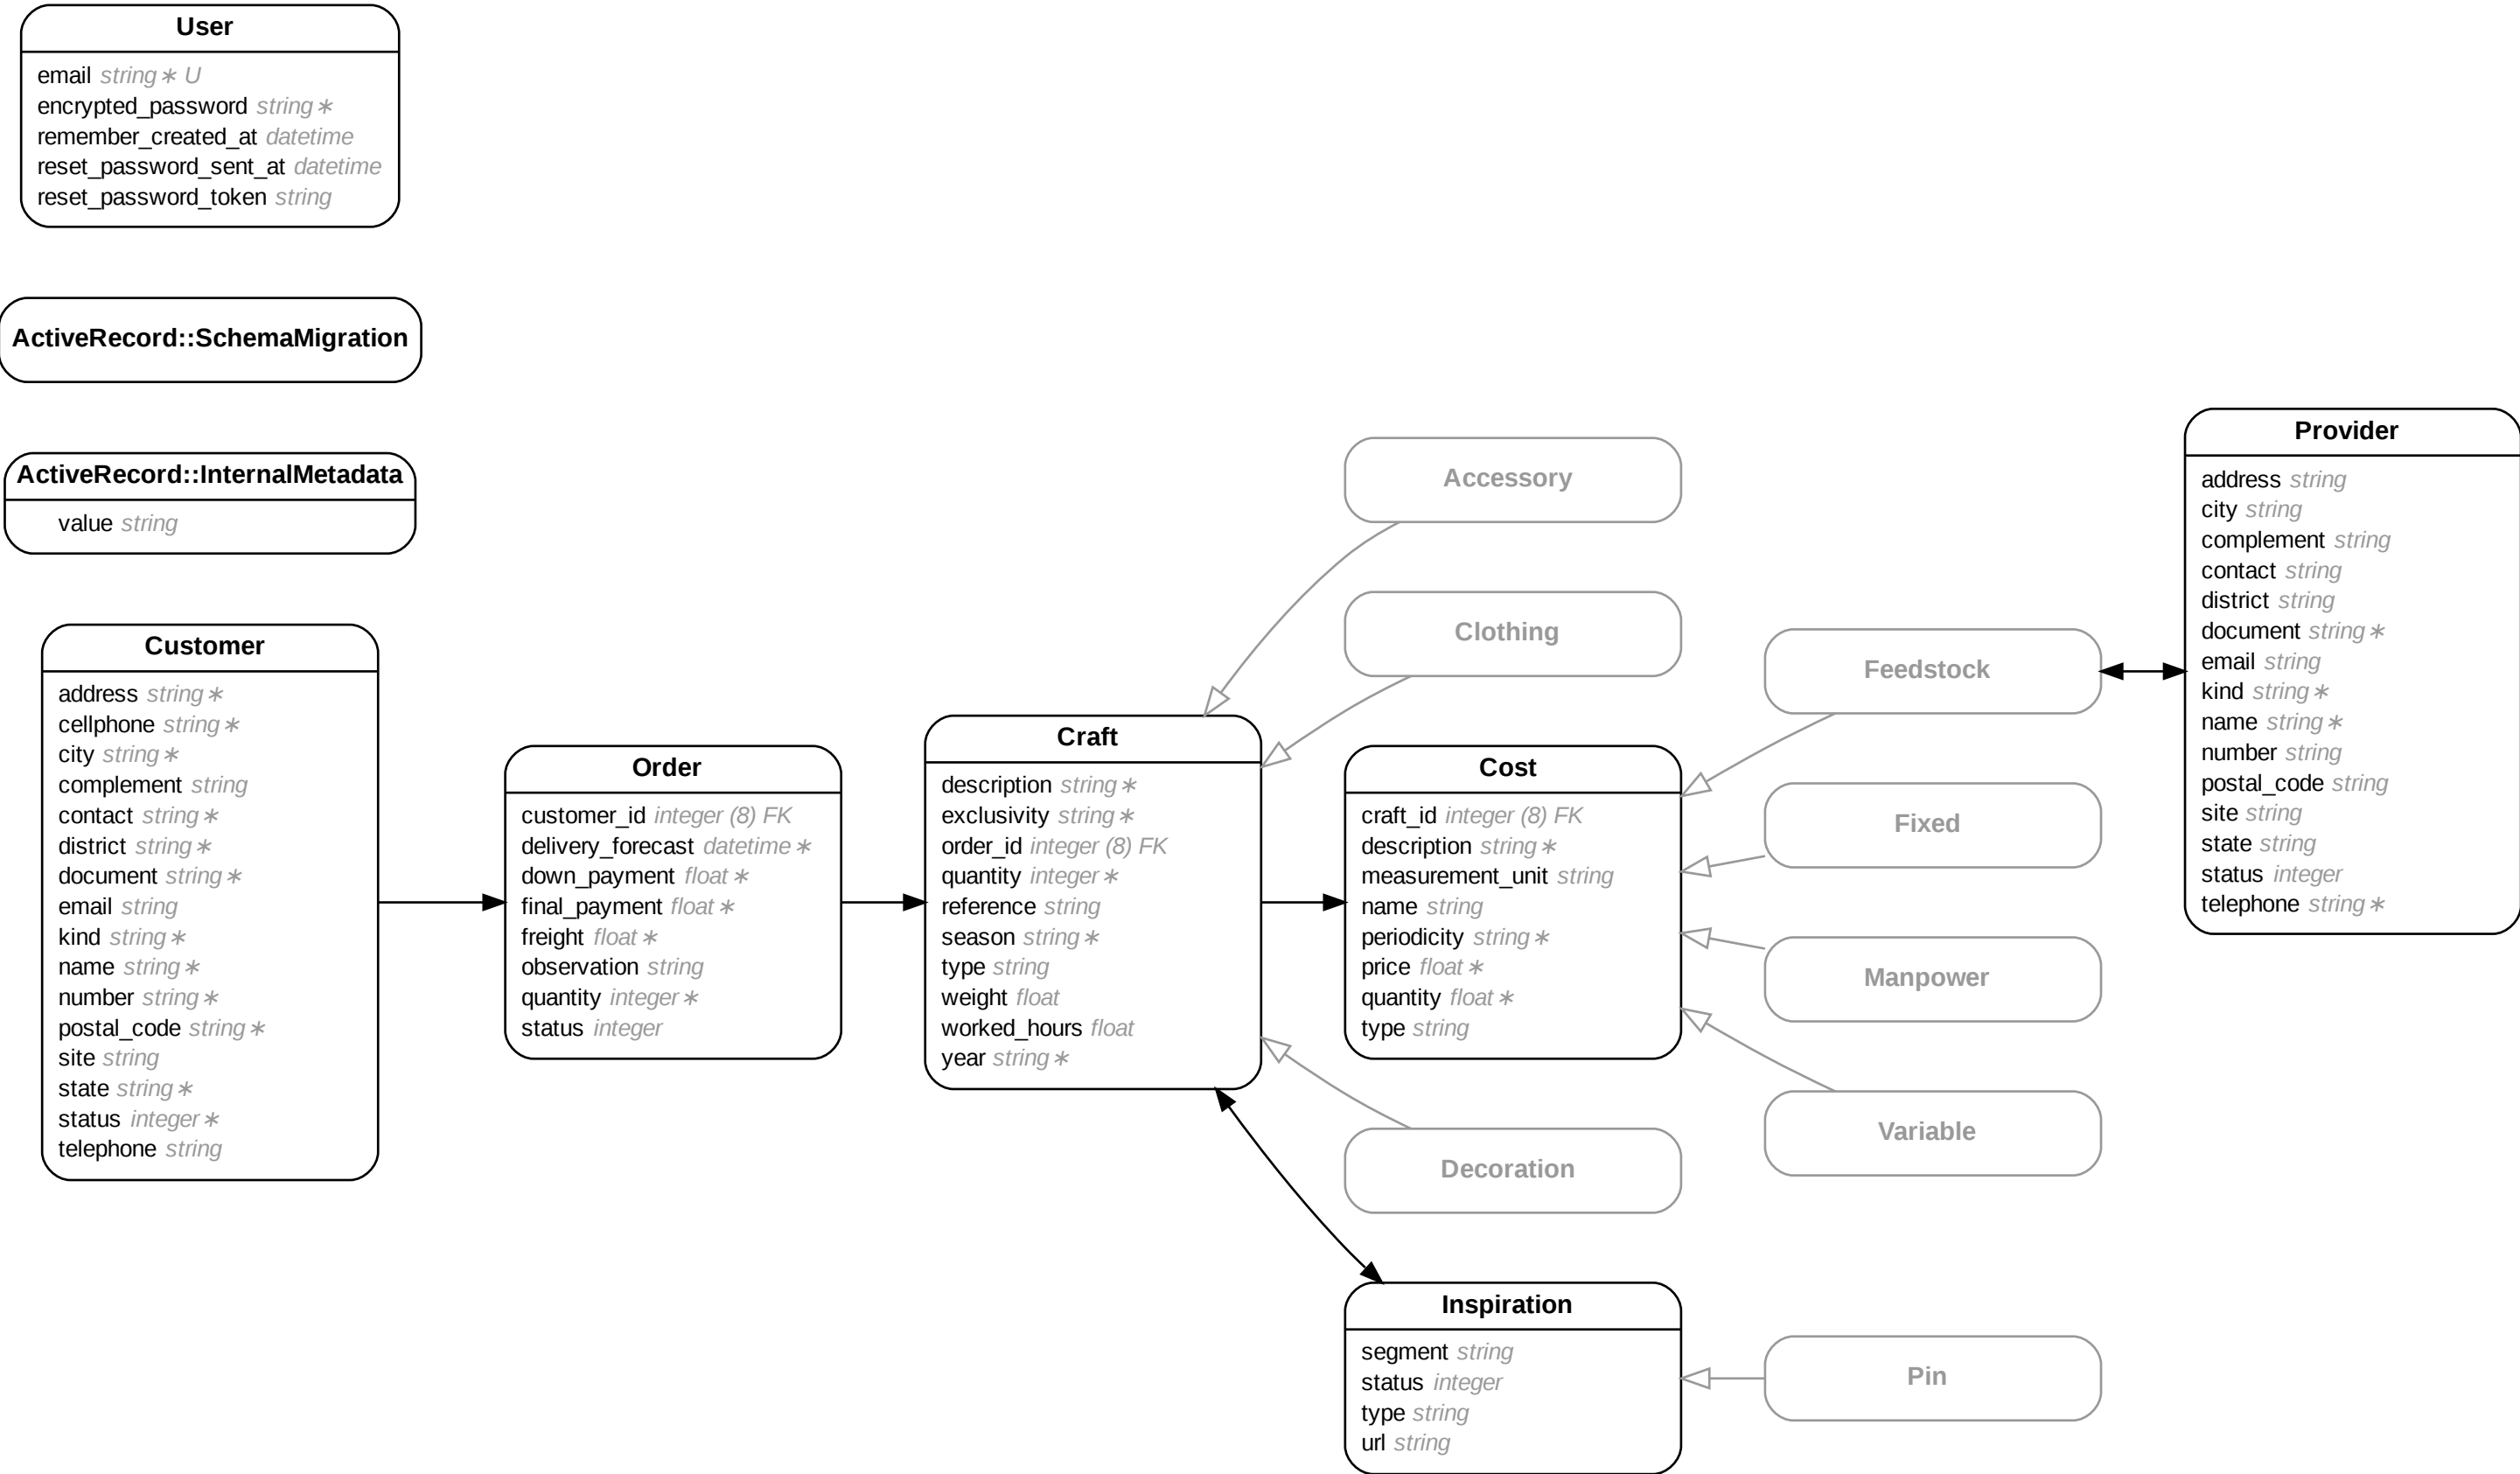 User
email string∗ U
encrypted_password string∗
remember_created_at datetime
reset_password_sent_at datetime
reset_password_token string
ActiveRecord::SchemaMigration
ActiveRecord::InternalMetadata
value string
Customer
address string∗
cellphone string∗
city string∗
complement string
contact string∗
district string∗
document string∗
email string
kind string∗
name string∗
number string∗
postal_code string∗
site string
state string∗
status integer∗
telephone string
Order
customer_id integer (8) FK
delivery_forecast datetime∗
down_payment float∗
final_payment float∗
freight float∗
observation string
quantity integer∗
status integer
Craft
description string∗
exclusivity string∗
order_id integer (8) FK
quantity integer∗
reference string
season string∗
type string
weight float
worked_hours float
year string∗
Accessory
Clothing
Cost
craft_id integer (8) FK
description string∗
measurement_unit string
name string
periodicity string∗
price float∗
quantity float∗
type string
Decoration
Inspiration
segment string
status integer
type string
url string
Feedstock
Fixed
Manpower
Variable
Pin
Provider
address string
city string
complement string
contact string
district string
document string∗
email string
kind string∗
name string∗
number string
postal_code string
site string
state string
status integer
telephone string∗